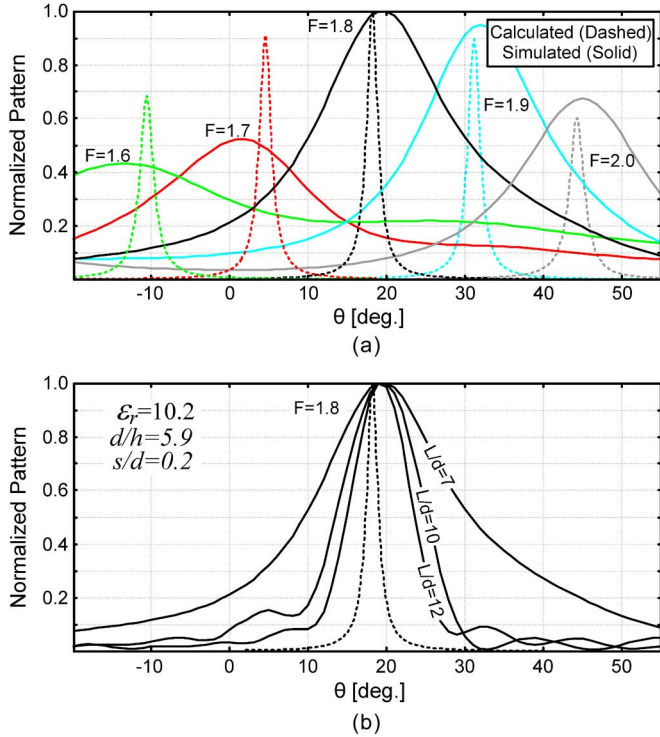 Normalized Pattern
1.0
0.8
0.6
0.4
0.2
F=1.8
Calculated (Dashed)
Simulated (Solid)
F=1.9
F=1.7
F=1.6
F=2.0
-10 0 10 20 30 40 50
θ [deg.]
(a)
Normalized Pattern
1.0
0.8
0.6
0.4
0.2
εr=10.2
d/h=5.9
s/d=0.2
F=1.8
L/d=7
L/d=10
L/d=12
-10 0 10 20 30 40 50
θ [deg.]
(b)